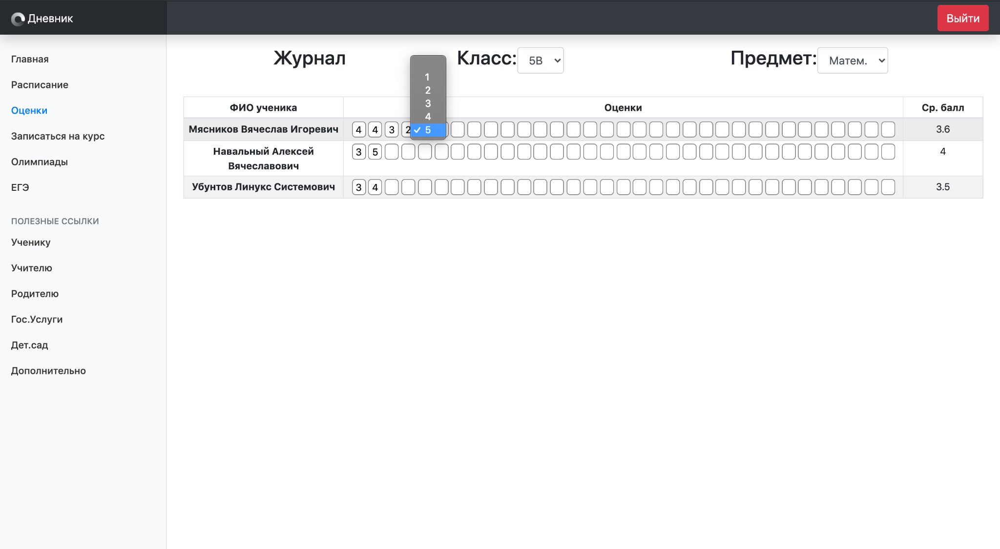 Дневник
Выйти
Главная
Расписание
Оценки
Записаться на курс
Олимпиады
ЕГЭ
ПОЛЕЗНЫЕ ССЫЛКИ
Ученику
Учителю
Родителю
Гос.Услуги
Дет.сад
Дополнительно
Журнал
Класс: 5В
Предмет: Матем.
1
2
3
4
✓ 5
ФИО ученика Оценки Ср. балл
Мясников Вячеслав Игоревич 4 4 3 2 3.6
Навальный Алексей 3 5 4
Вячеславович
Убунтов Линукс Системович 3 4 3.5